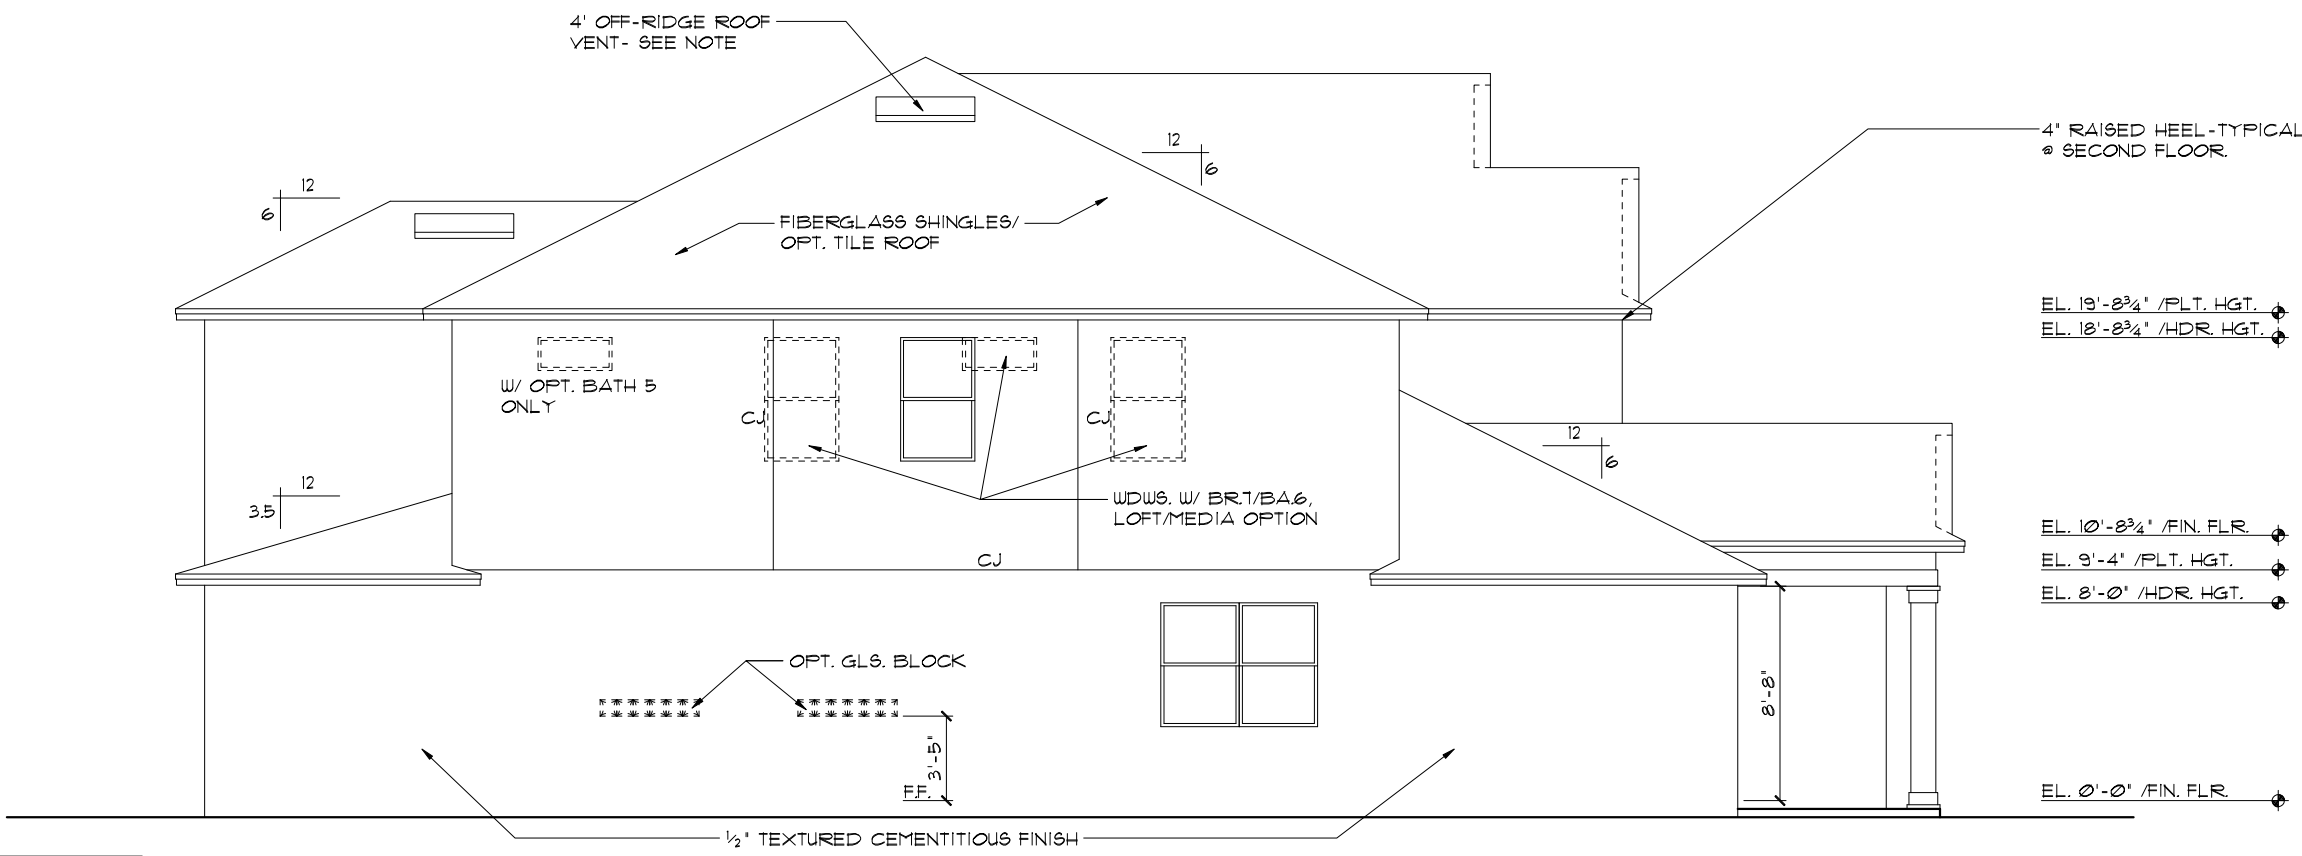 4' OFF-RIDGE ROOF
VENT- SEE NOTE
4" RAISED HEEL-TYPICAL
@ SECOND FLOOR.
12
6
12
6
FIBERGLASS SHINGLES/
OPT. TILE ROOF
EL. 19'-8¾" /PLT. HGT.
EL. 18'-8¾" /HDR. HGT.
W/ OPT. BATH 5
ONLY
CJ
CJ
12
6
12
3.5
WDWS. W/ BR.7/BA.6,
LOFT/MEDIA OPTION
CJ
EL. 10'-8¾" /FIN. FLR.
EL. 9'-4" /PLT. HGT.
EL. 8'-0" /HDR. HGT.
OPT. GLS. BLOCK
8'-8"
3'-5"
F.F.
EL. 0'-0" /FIN. FLR.
½" TEXTURED CEMENTITIOUS FINISH